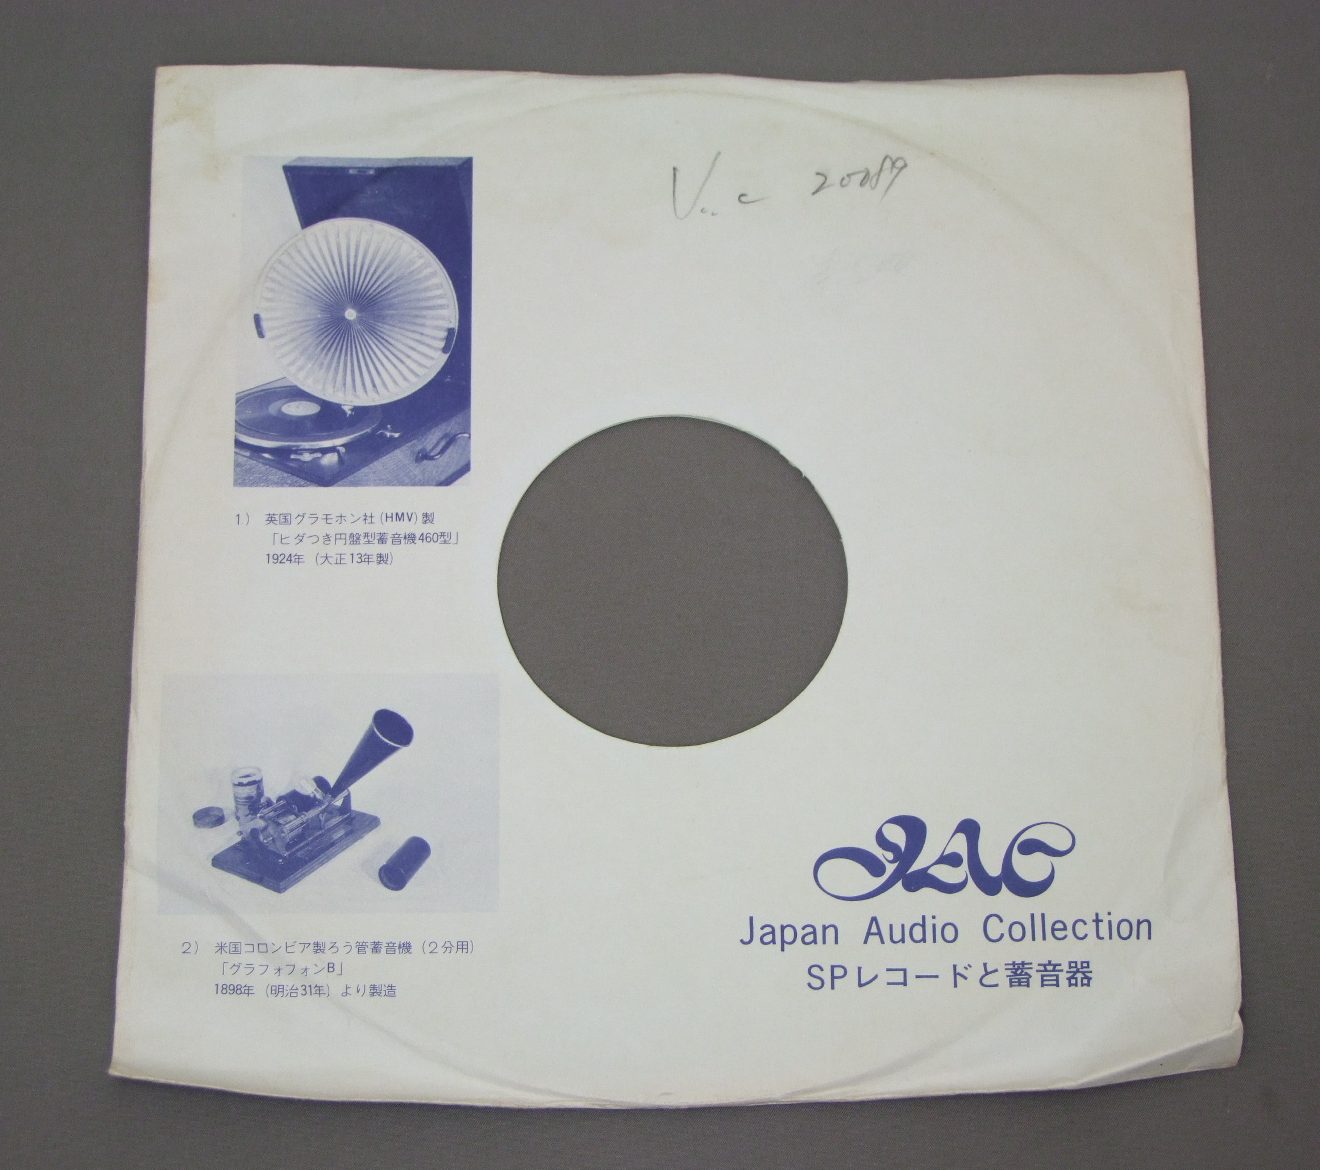 20089
1) 英国グラモホン社(HMV)製
「ヒダつき円盤型蓄音機460型」
1924年(大正13年製)
2) 米国コロンビア製ろう管蓄音機(2分用)
「グラフォフォンB」
1898年(明治31年)より製造
JAC
Japan Audio Collection
SPレコードと蓄音器